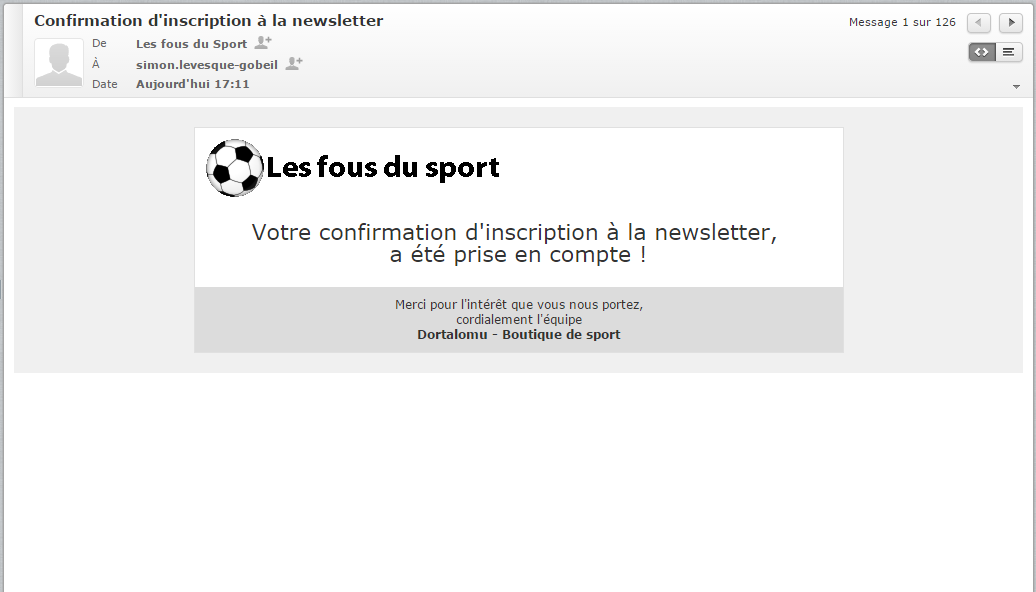 Confirmation d'inscription à la newsletter
Message 1 sur 126
De Les fous du Sport
À simon.levesque-gobeil
Date Aujourd'hui 17:11
Les fous du sport
Votre confirmation d'inscription à la newsletter,
a été prise en compte !
Merci pour l'intérêt que vous nous portez,
cordialement l'équipe
Dortalomu - Boutique de sport